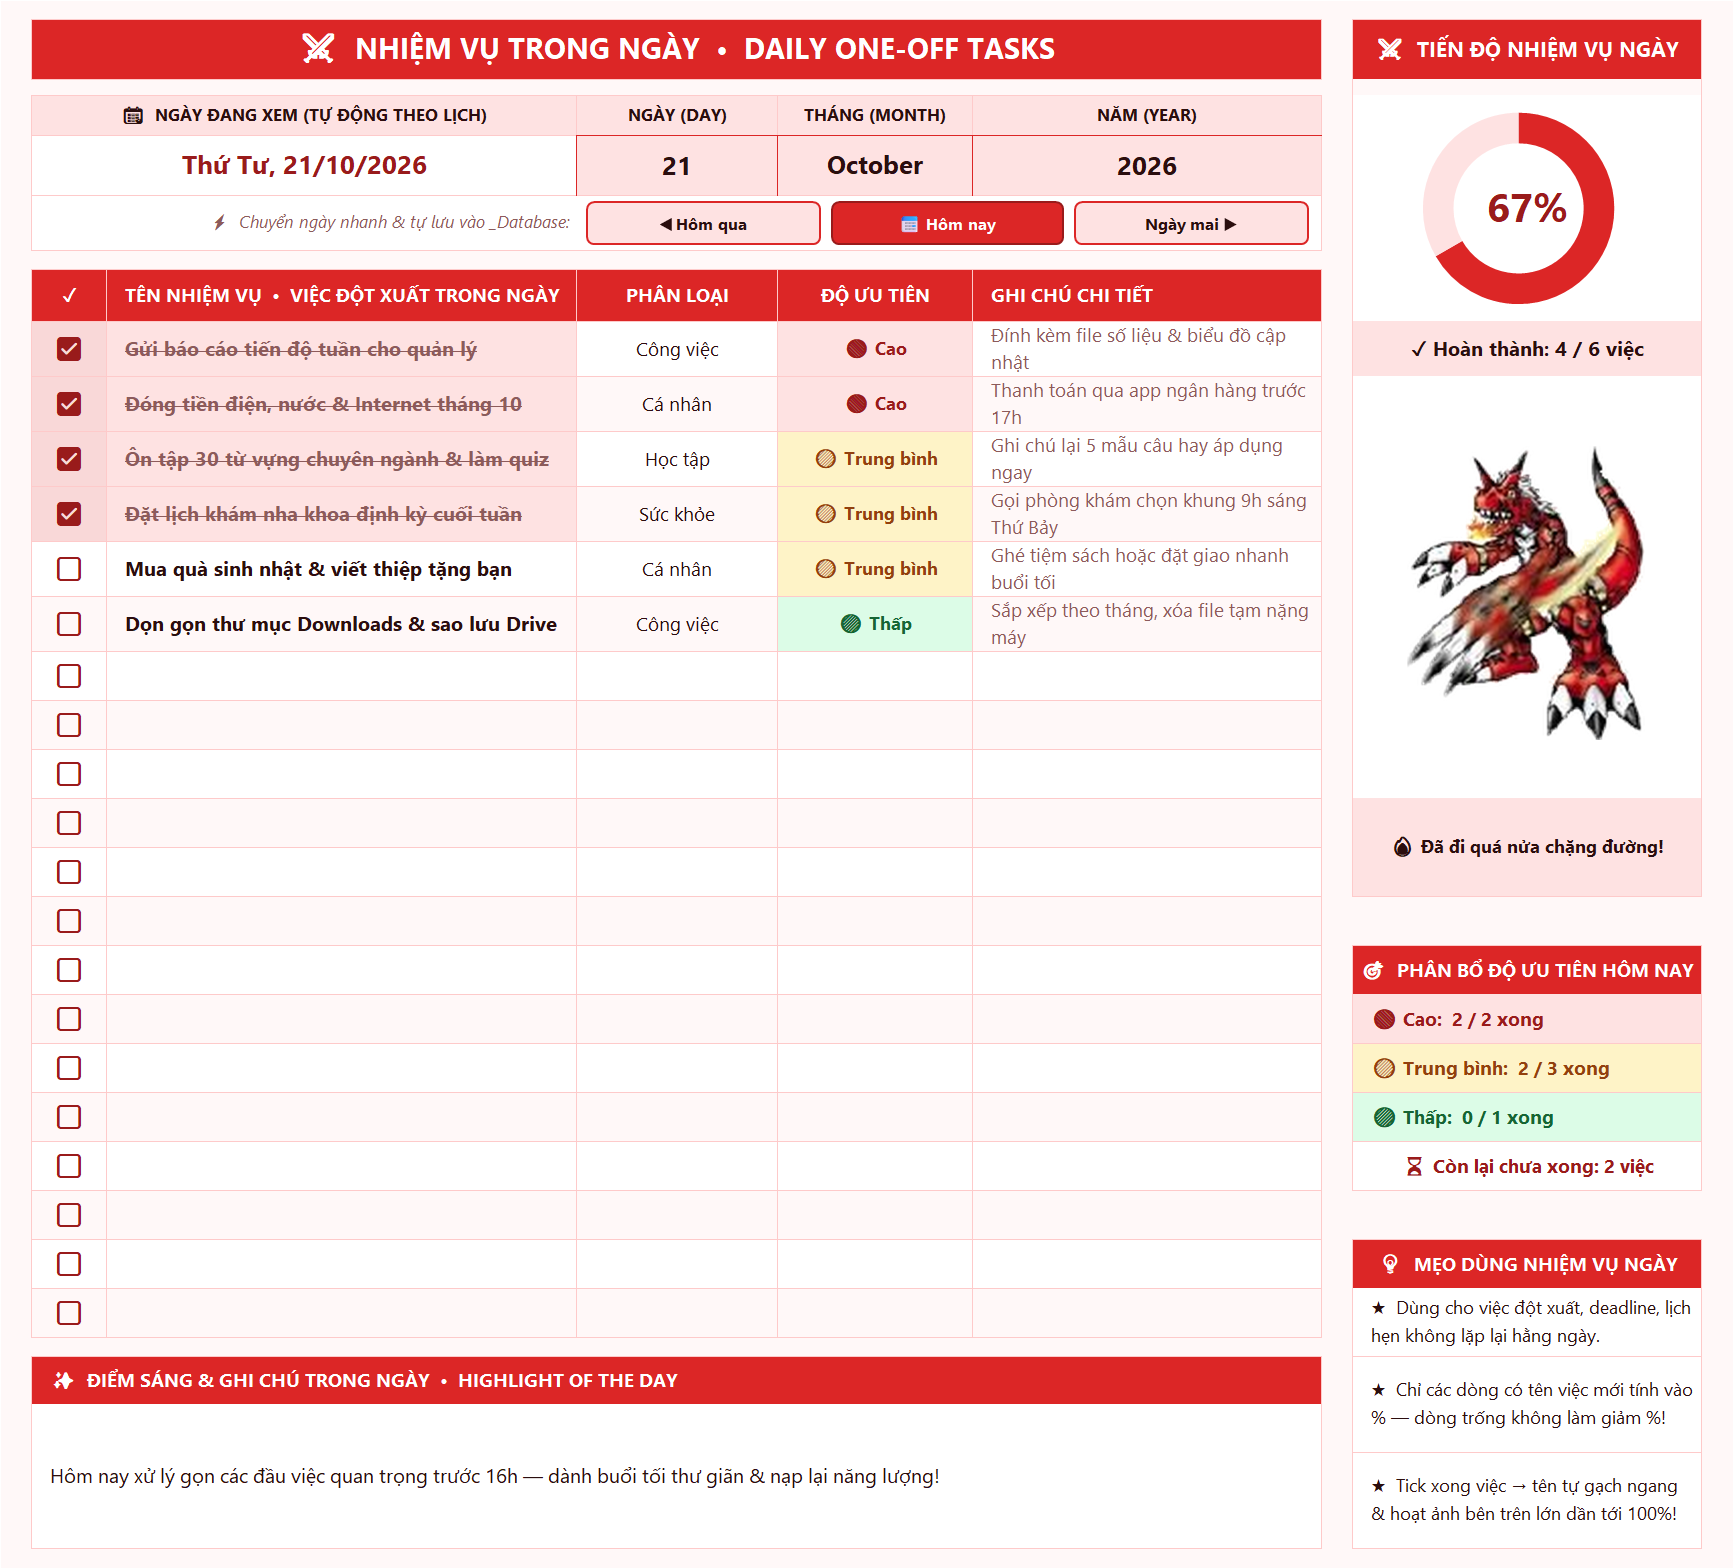 NHIỆM VỤ TRONG NGÀY • DAILY ONE-OFF TASKS
NGÀY ĐANG XEM (TỰ ĐỘNG THEO LỊCH)
NGÀY (DAY)
THÁNG (MONTH)
NĂM (YEAR)
Thứ Tư, 21/10/2026
21
October
2026
Chuyển ngày nhanh & tự lưu vào _Database:
◀ Hôm qua
Hôm nay
Ngày mai ▶
✓
TÊN NHIỆM VỤ • VIỆC ĐỘT XUẤT TRONG NGÀY
PHÂN LOẠI
ĐỘ ƯU TIÊN
GHI CHÚ CHI TIẾT
Gửi báo cáo tiến độ tuần cho quản lý
Công việc
Cao
Đính kèm file số liệu & biểu đồ cập
nhật
Đóng tiền điện, nước & Internet tháng 10
Cá nhân
Cao
Thanh toán qua app ngân hàng trước
17h
Ôn tập 30 từ vựng chuyên ngành & làm quiz
Học tập
Trung bình
Ghi chú lại 5 mẫu câu hay áp dụng
ngay
Đặt lịch khám nha khoa định kỳ cuối tuần
Sức khỏe
Trung bình
Gọi phòng khám chọn khung 9h sáng
Thứ Bảy
Mua quà sinh nhật & viết thiệp tặng bạn
Cá nhân
Trung bình
Ghé tiệm sách hoặc đặt giao nhanh
buổi tối
Dọn gọn thư mục Downloads & sao lưu Drive
Công việc
Thấp
Sắp xếp theo tháng, xóa file tạm nặng
máy
ĐIỂM SÁNG & GHI CHÚ TRONG NGÀY • HIGHLIGHT OF THE DAY
Hôm nay xử lý gọn các đầu việc quan trọng trước 16h — dành buổi tối thư giãn & nạp lại năng lượng!
TIẾN ĐỘ NHIỆM VỤ NGÀY
67%
✓ Hoàn thành: 4 / 6 việc
Đã đi quá nửa chặng đường!
PHÂN BỔ ĐỘ ƯU TIÊN HÔM NAY
Cao: 2 / 2 xong
Trung bình: 2 / 3 xong
Thấp: 0 / 1 xong
Còn lại chưa xong: 2 việc
MẸO DÙNG NHIỆM VỤ NGÀY
★ Dùng cho việc đột xuất, deadline, lịch
hẹn không lặp lại hằng ngày.
★ Chỉ các dòng có tên việc mới tính vào
% — dòng trống không làm giảm %!
★ Tick xong việc → tên tự gạch ngang
& hoạt ảnh bên trên lớn dần tới 100%!